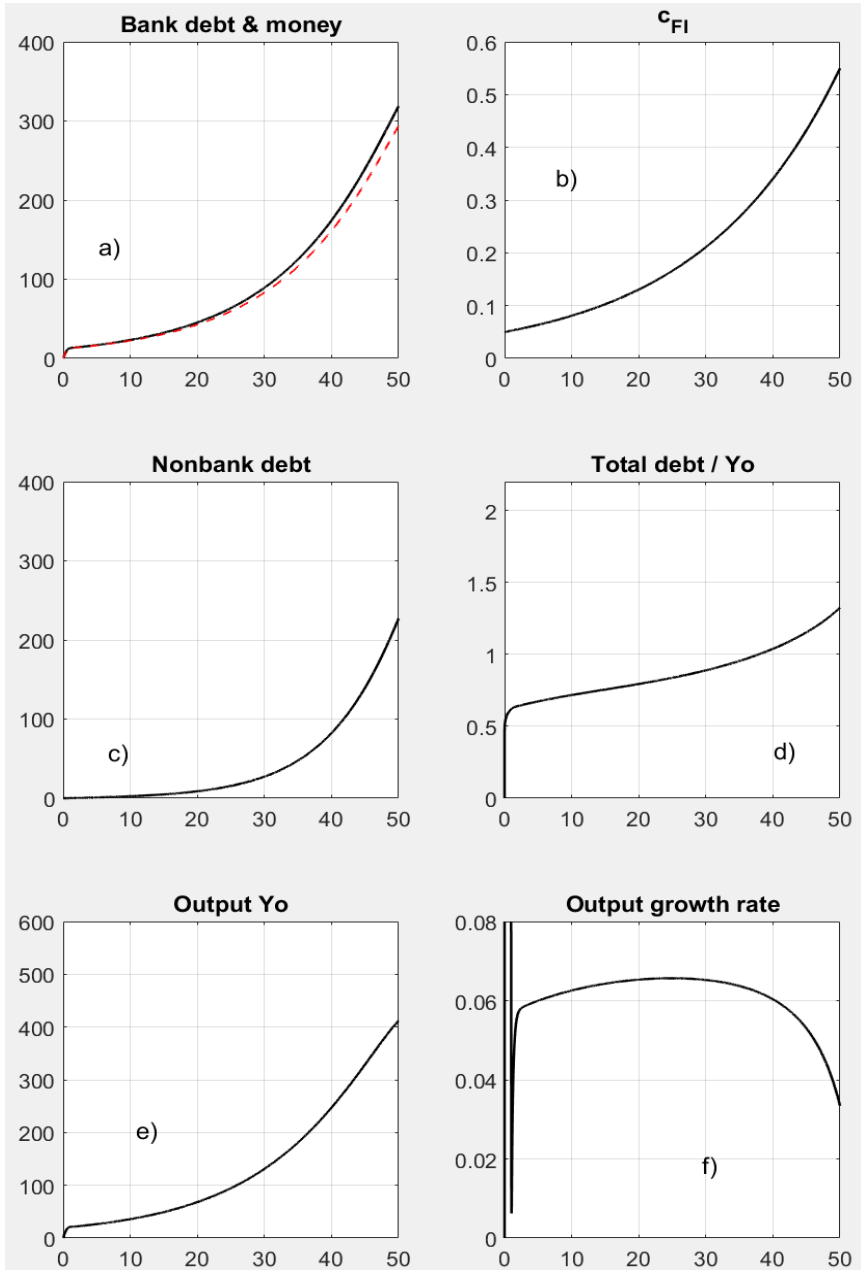 Bank debt & money
400
300
200
100
0
0 10 20 30 40 50
a)
cFI
0.6
0.5
0.4
0.3
0.2
0.1
0
0 10 20 30 40 50
b)
Nonbank debt
400
300
200
100
0
0 10 20 30 40 50
c)
Total debt / Yo
2
1.5
1
0.5
0
0 10 20 30 40 50
d)
Output Yo
600
500
400
300
200
100
0
0 10 20 30 40 50
e)
Output growth rate
0.08
0.06
0.04
0.02
0
0 10 20 30 40 50
f)